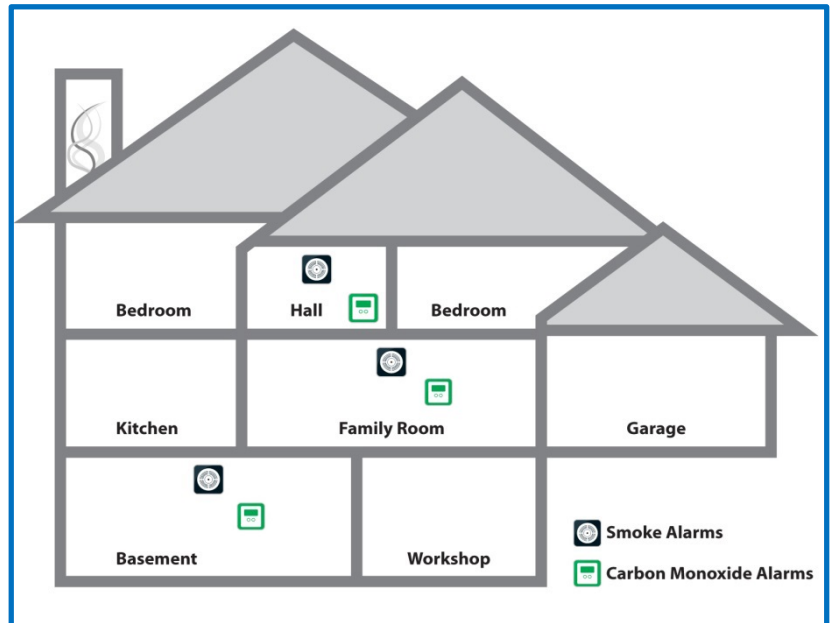 Bedroom
Hall
Bedroom
Kitchen
Family Room
Garage
Basement
Workshop
Smoke Alarms
Carbon Monoxide Alarms